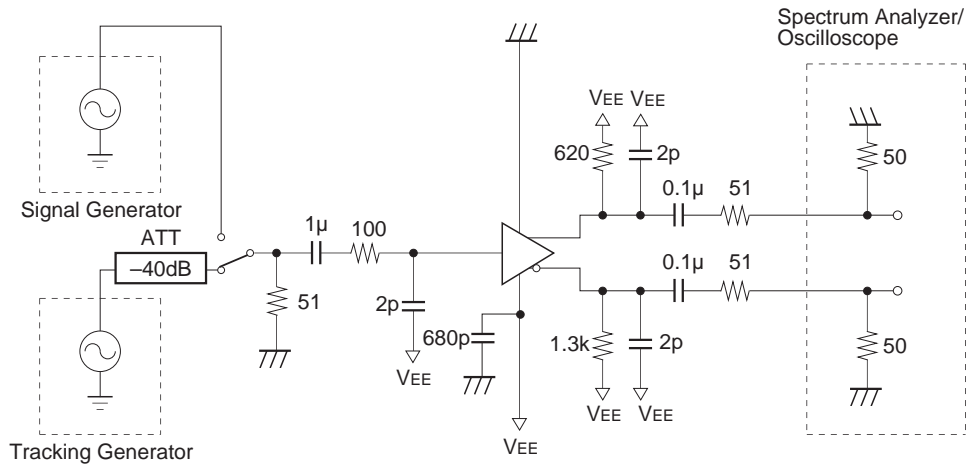 Spectrum Analyzer/
Oscilloscope
VEE
VEE
620
2p
50
0.1µ
51
Signal Generator
ATT
–40dB
1µ
100
0.1µ
51
51
2p
680p
1.3k
2p
50
VEE
VEE
VEE
VEE
Tracking Generator